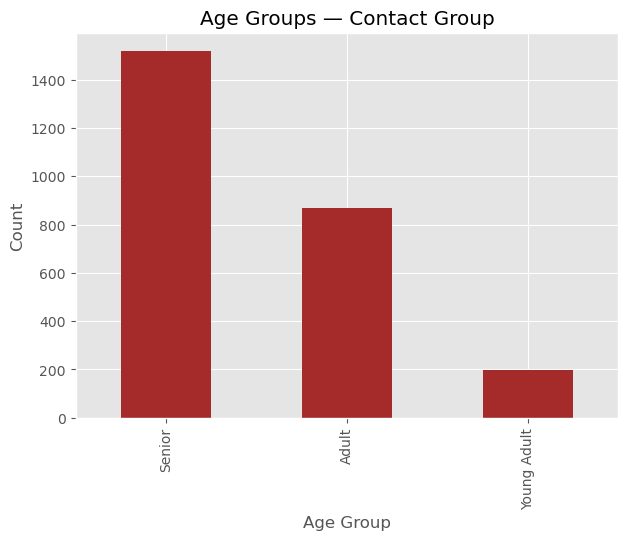 Age Groups — Contact Group
Count
1400
1200
1000
800
600
400
200
0
Senior
Adult
Young Adult
Age Group